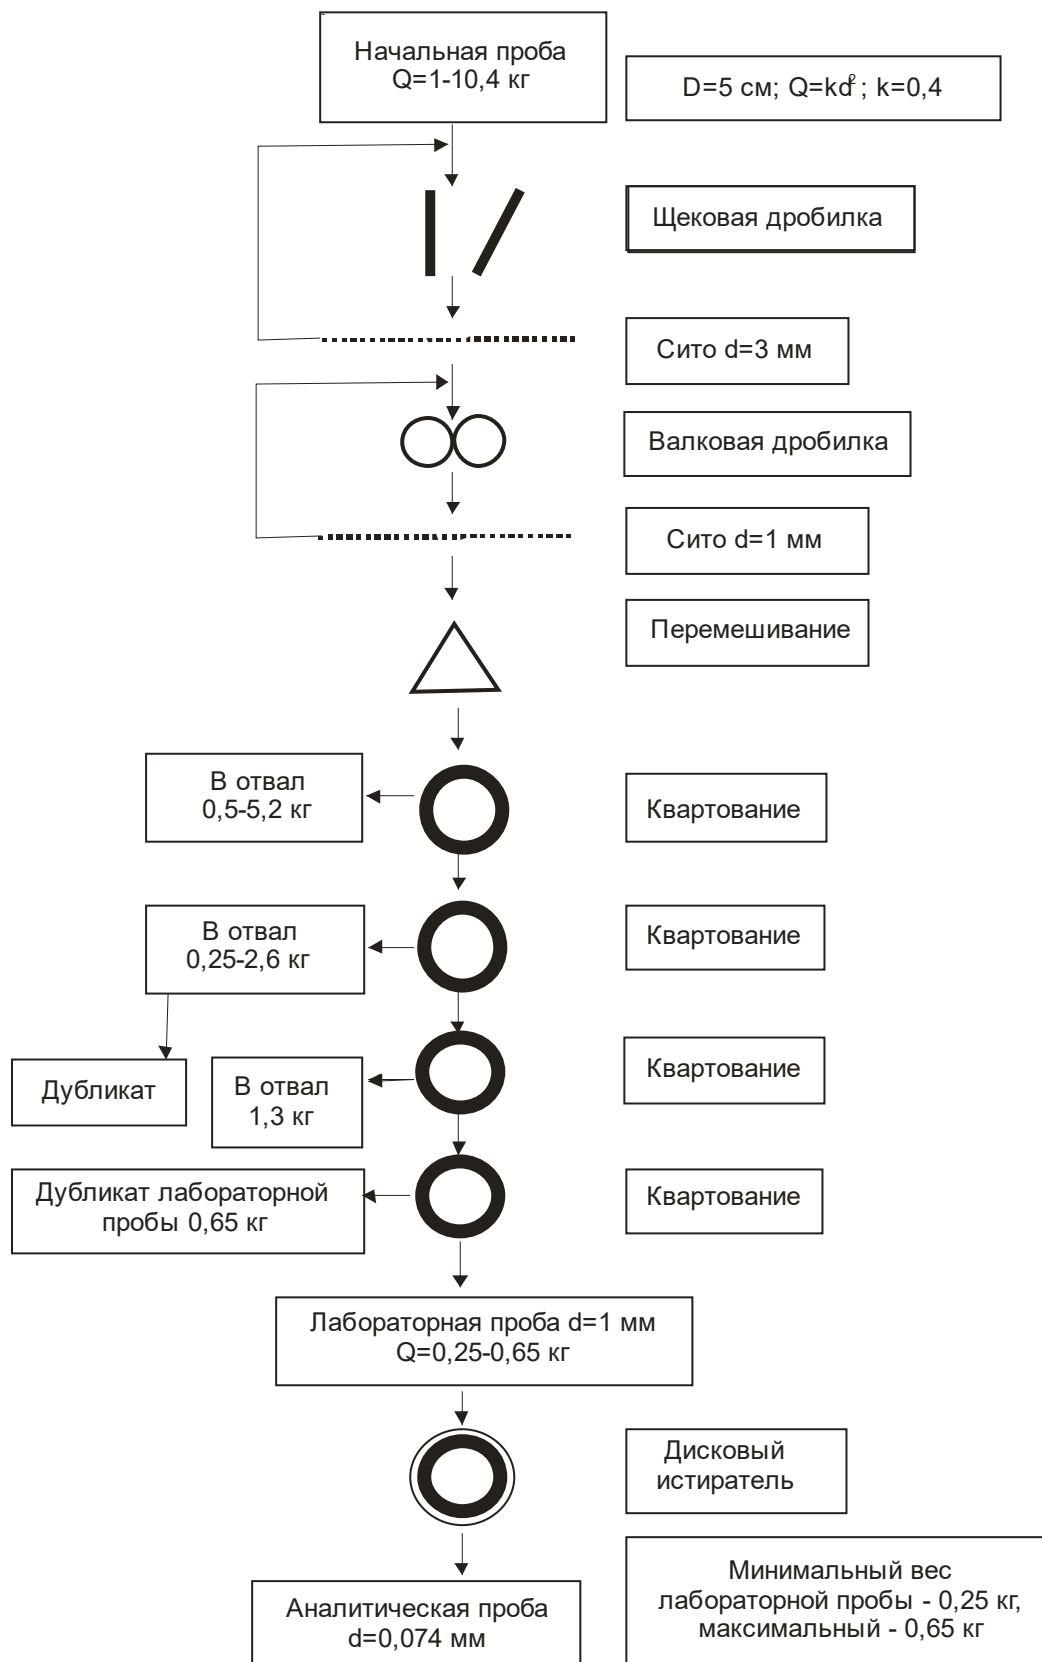 Начальная проба
Q=1-10,4 кг
D=5 см; Q=kd²; k=0,4
Щековая дробилка
Сито d=3 мм
Валковая дробилка
Сито d=1 мм
Перемешивание
В отвал
0,5-5,2 кг
Квартование
В отвал
0,25-2,6 кг
Квартование
Дубликат
В отвал
1,3 кг
Квартование
Дубликат лабораторной
пробы 0,65 кг
Квартование
Лабораторная проба d=1 мм
Q=0,25-0,65 кг
Дисковый
истиратель
Аналитическая проба
d=0,074 мм
Минимальный вес
лабораторной пробы - 0,25 кг,
максимальный - 0,65 кг